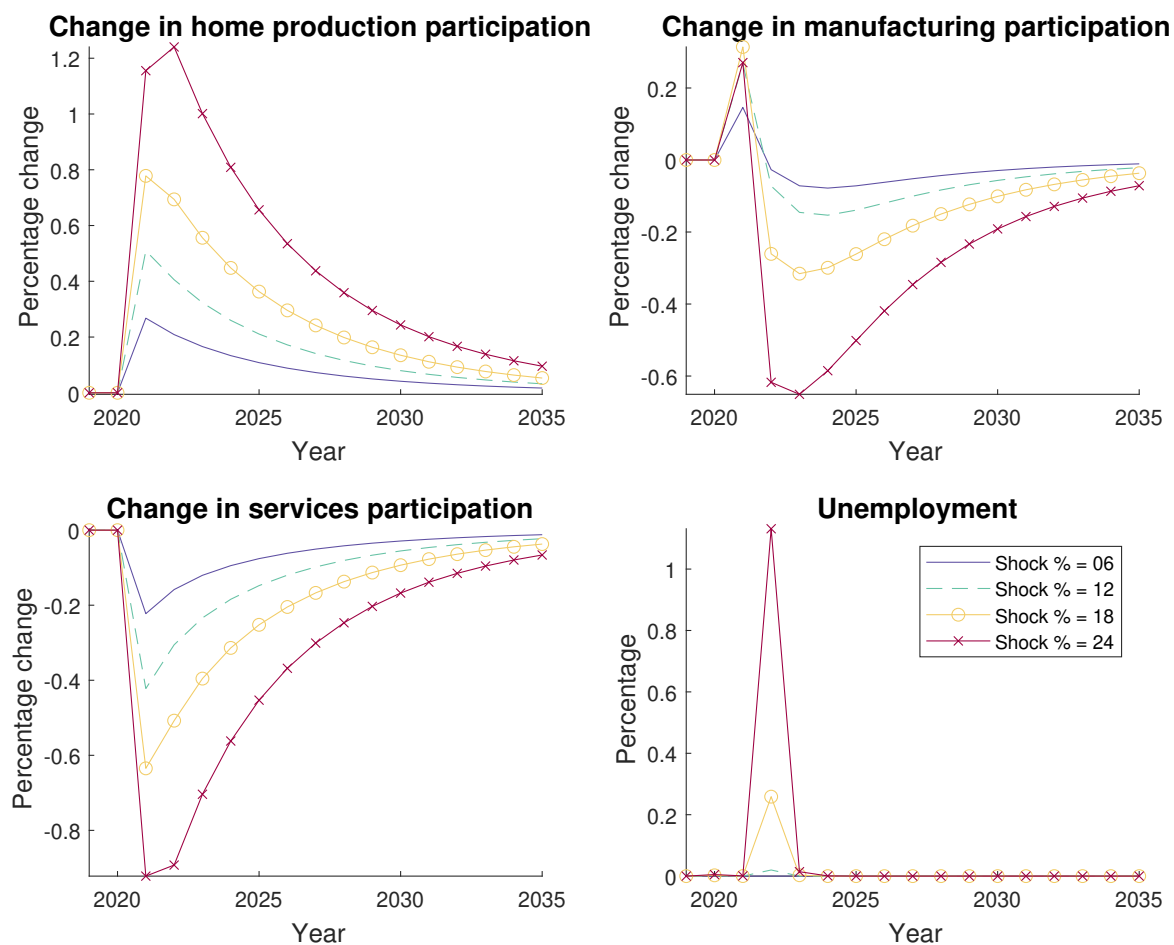 Change in home production participation
Percentage change
1.2
1
0.8
0.6
0.4
0.2
0
2020 2025 2030 2035
Year
Change in manufacturing participation
Percentage change
0.2
0
-0.2
-0.4
-0.6
2020 2025 2030 2035
Year
Change in services participation
Percentage change
0
-0.2
-0.4
-0.6
-0.8
2020 2025 2030 2035
Year
Unemployment
Percentage
1
0.8
0.6
0.4
0.2
0
2020 2025 2030 2035
Year
Shock % = 06
Shock % = 12
Shock % = 18
Shock % = 24